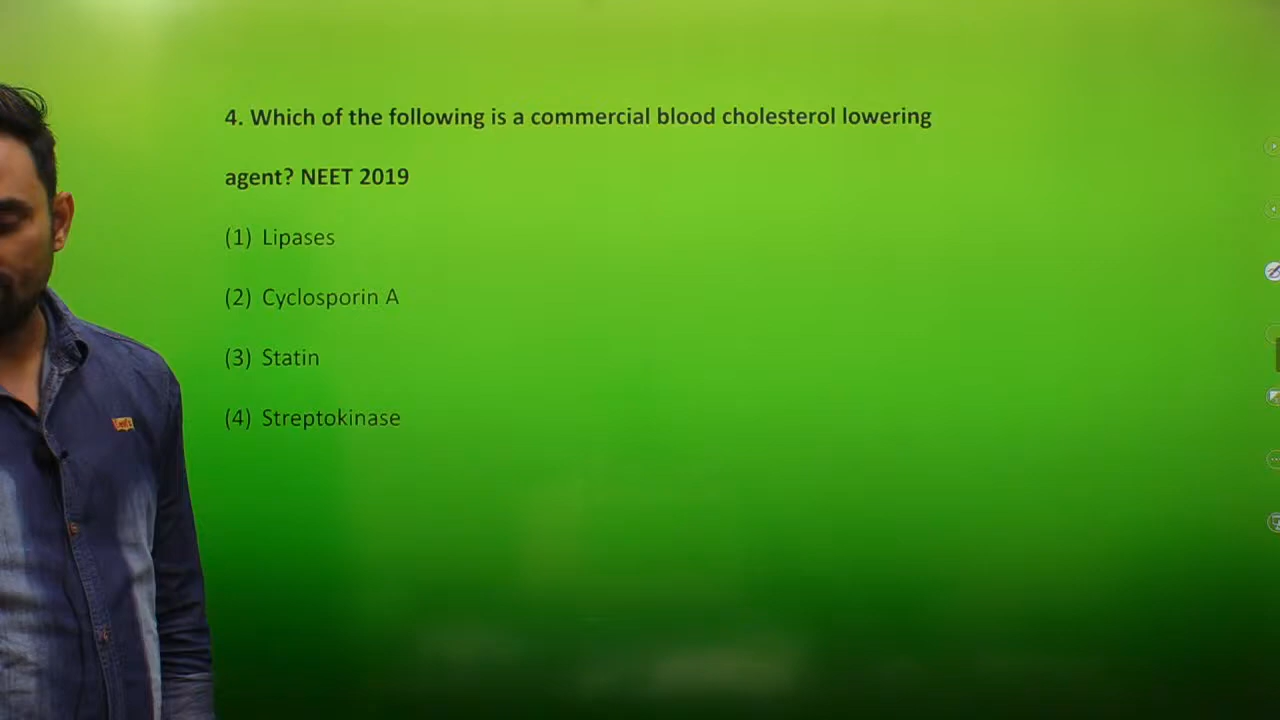 4. Which of the following is a commercial blood cholesterol lowering
agent? NEET 2019
(1) Lipases
(2) Cyclosporin A
(3) Statin
(4) Streptokinase